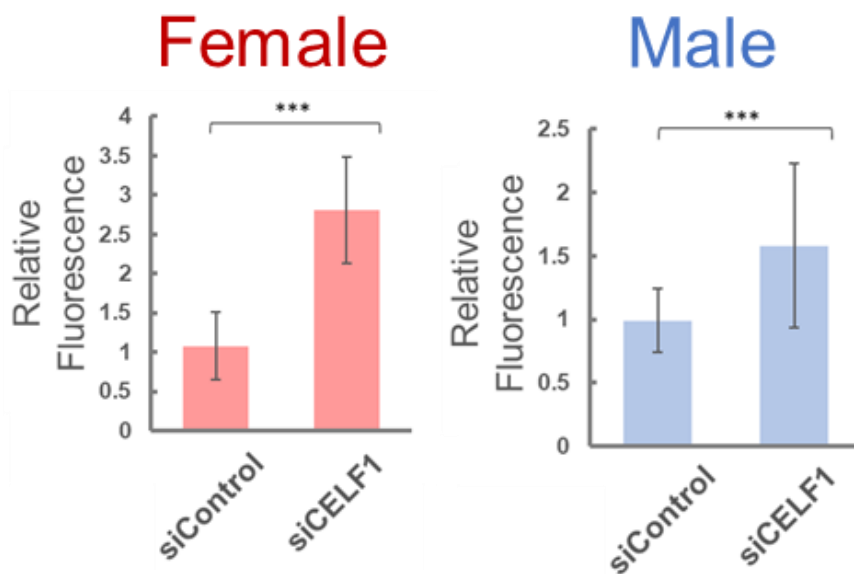 Female
***
Relative
Fluorescence
4
3.5
3
2.5
2
1.5
1
0.5
0
siControl
siCELF1
Male
***
Relative
Fluorescence
2.5
2
1.5
1
0.5
0
siControl
siCELF1